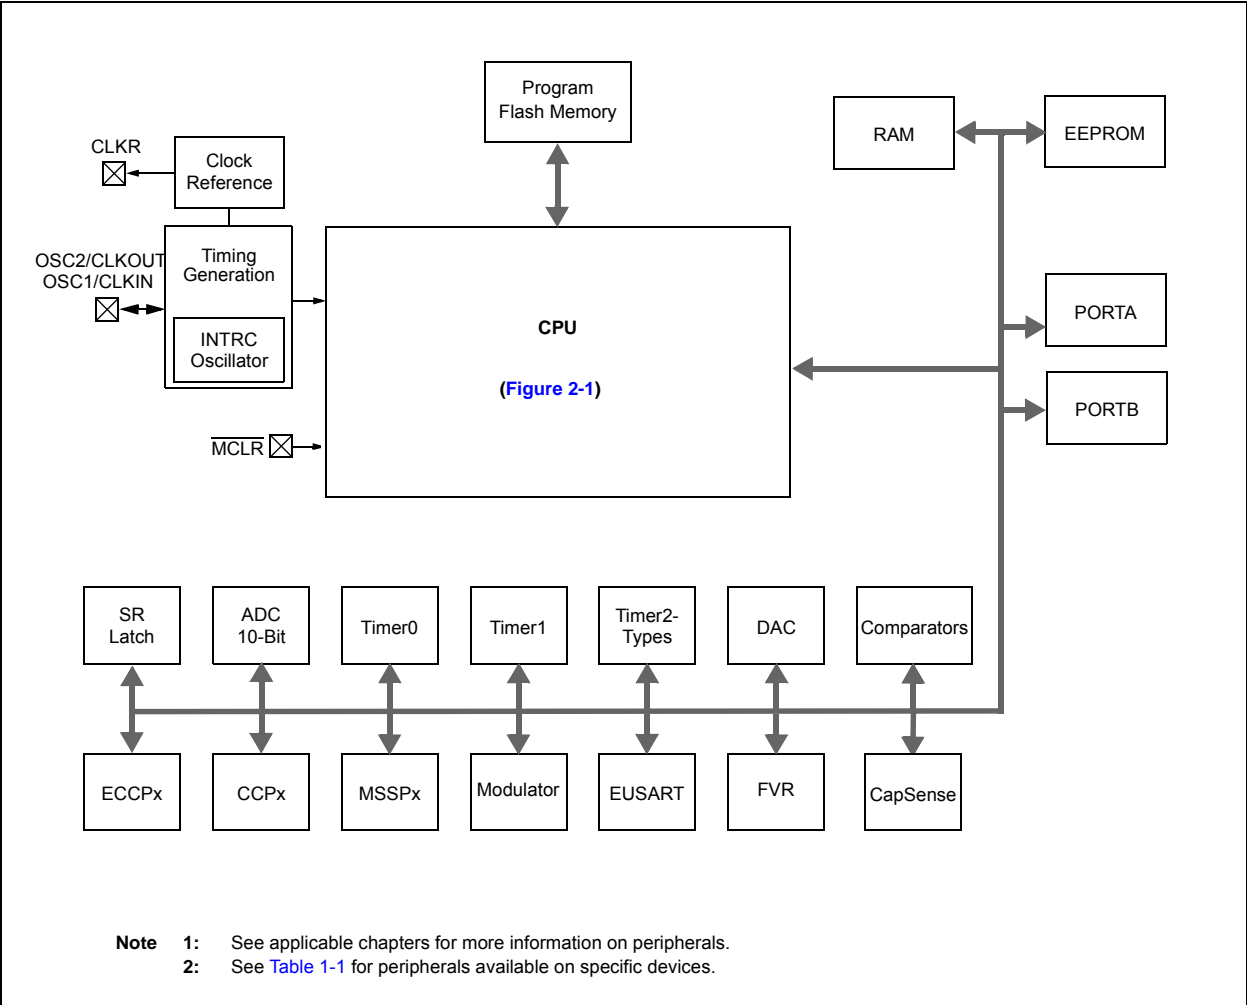 Program
Flash Memory
RAM
EEPROM
CLKR
Clock
Reference
OSC2/CLKOUT
OSC1/CLKIN
Timing
Generation
INTRC
Oscillator
CPU
(Figure 2-1)
PORTA
PORTB
MCLR
SR
Latch
ADC
10-Bit
Timer0
Timer1
Timer2-
Types
DAC
Comparators
ECCPx
CCPx
MSSPx
Modulator
EUSART
FVR
CapSense
Note 1: See applicable chapters for more information on peripherals.
2: See Table 1-1 for peripherals available on specific devices.